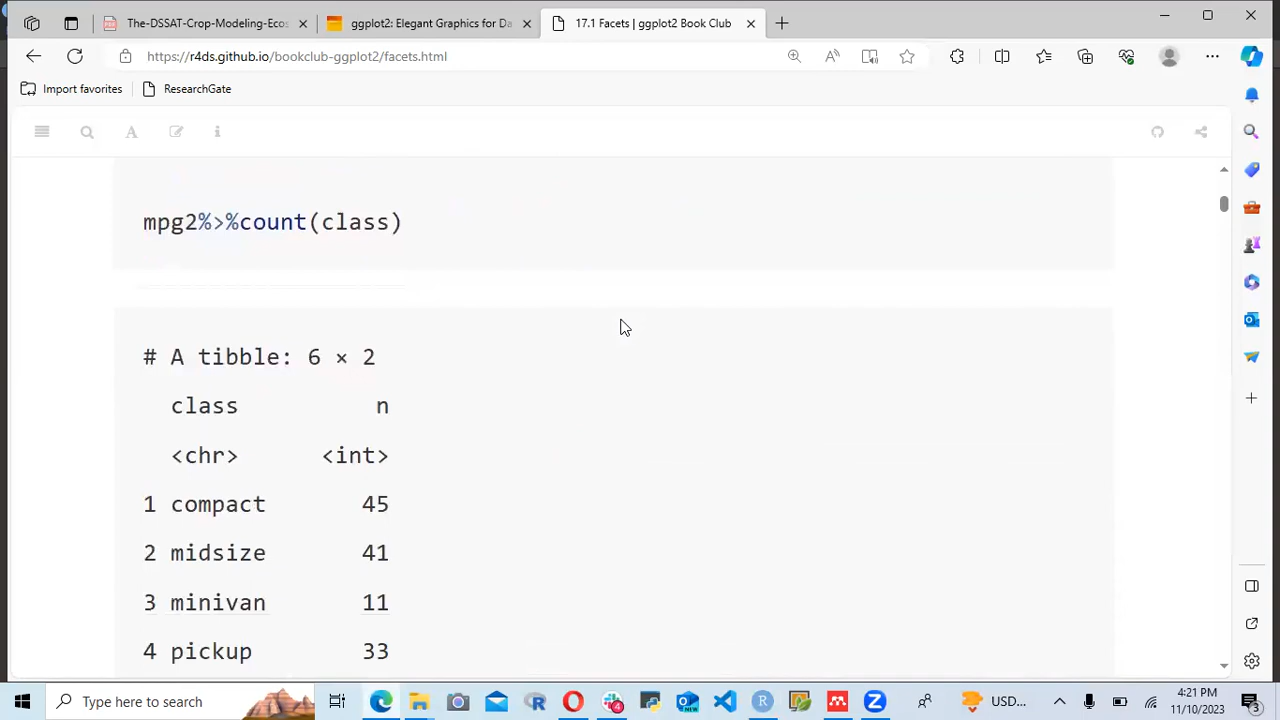 The-DSSAT-Crop-Modeling-Ecos
ggplot2: Elegant Graphics for Da
17.1 Facets | ggplot2 Book Club
https://r4ds.github.io/bookclub-ggplot2/facets.html
Import favorites
ResearchGate
mpg2%>%count(class)
# A tibble: 6 × 2
class n
<chr> <int>
1 compact 45
2 midsize 41
3 minivan 11
4 pickup 33
Type here to search
USD...
4:21 PM
11/10/2023